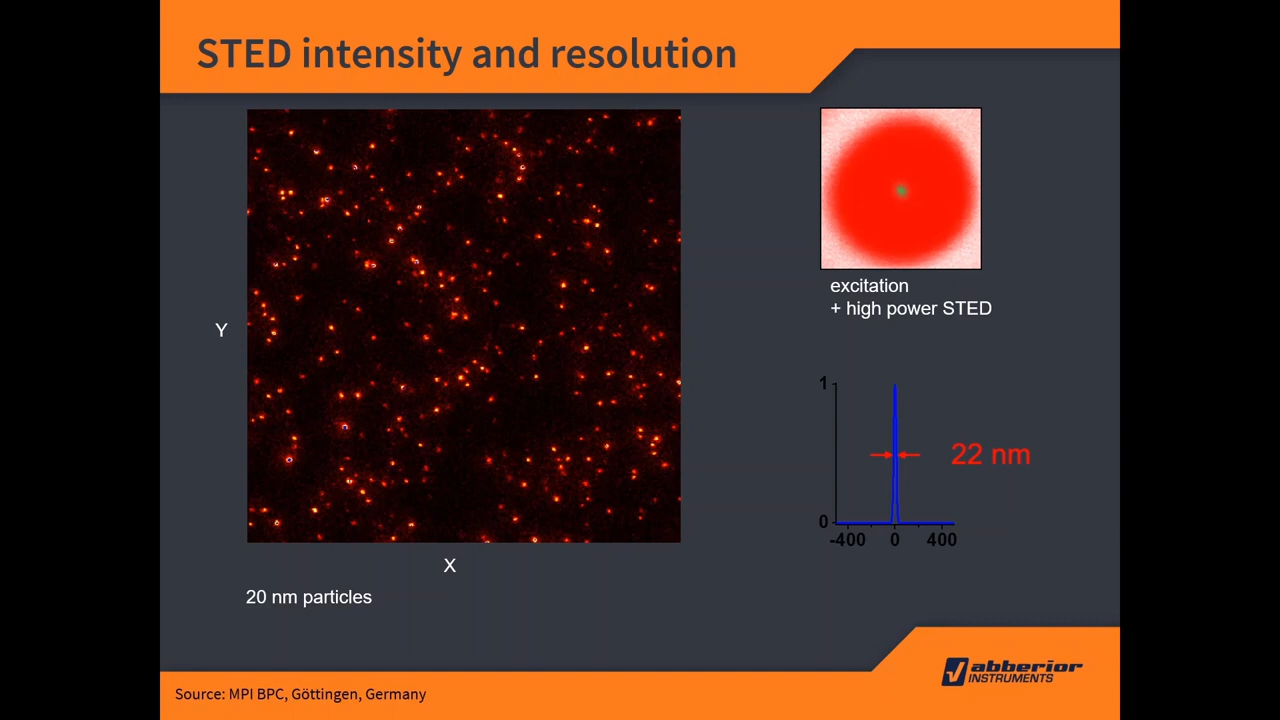 STED intensity and resolution
Y
X
20 nm particles
excitation
+ high power STED
1
22 nm
0
-400 0 400
Source: MPI BPC, Göttingen, Germany
abberior
INSTRUMENTS